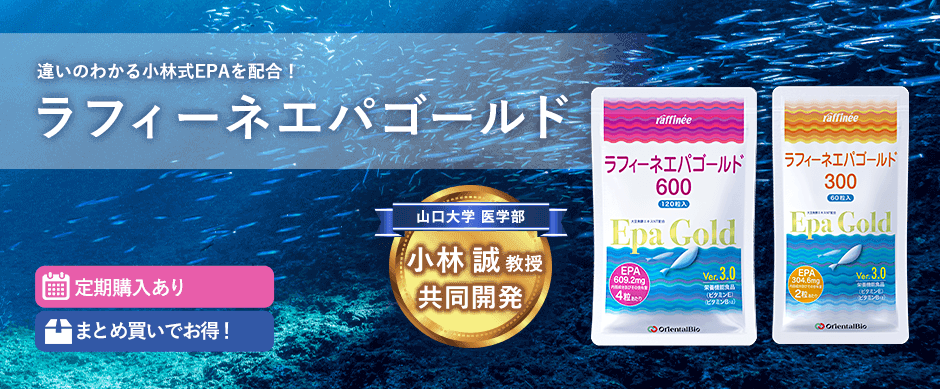 違いのわかる小林式EPAを配合！
ラフィーネエパゴールド
定期購入あり
まとめ買いでお得！
山口大学 医学部
小林 誠 教授
共同開発
raffinée
ラフィーネエパゴールド
600
120粒入
Epa Gold
EPA
609.2mg
4粒あたり
Ver.3.0
栄養機能食品
(ビタミンE)
(ビタミンB₁₂)
OrientalBio
raffinée
ラフィーネエパゴールド
300
60粒入
Epa Gold
EPA
304.6mg
2粒あたり
Ver.3.0
栄養機能食品
(ビタミンE)
(ビタミンB₁₂)
OrientalBio